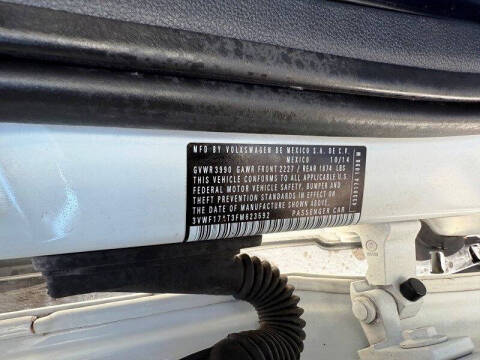 MFD BY VOLKSWAGEN DE MEXICO S.A. DE C.V.
MEXICO 10/14
GVWR 3990 GAWR FRONT 2227 / REAR 1874 LBS
THIS VEHICLE CONFORMS TO ALL APPLICABLE U.S.
FEDERAL MOTOR VEHICLE SAFETY, BUMPER AND
THEFT PREVENTION STANDARDS IN EFFECT ON
THE DATE OF MANUFACTURE SHOWN ABOVE.
PASSENGER CAR